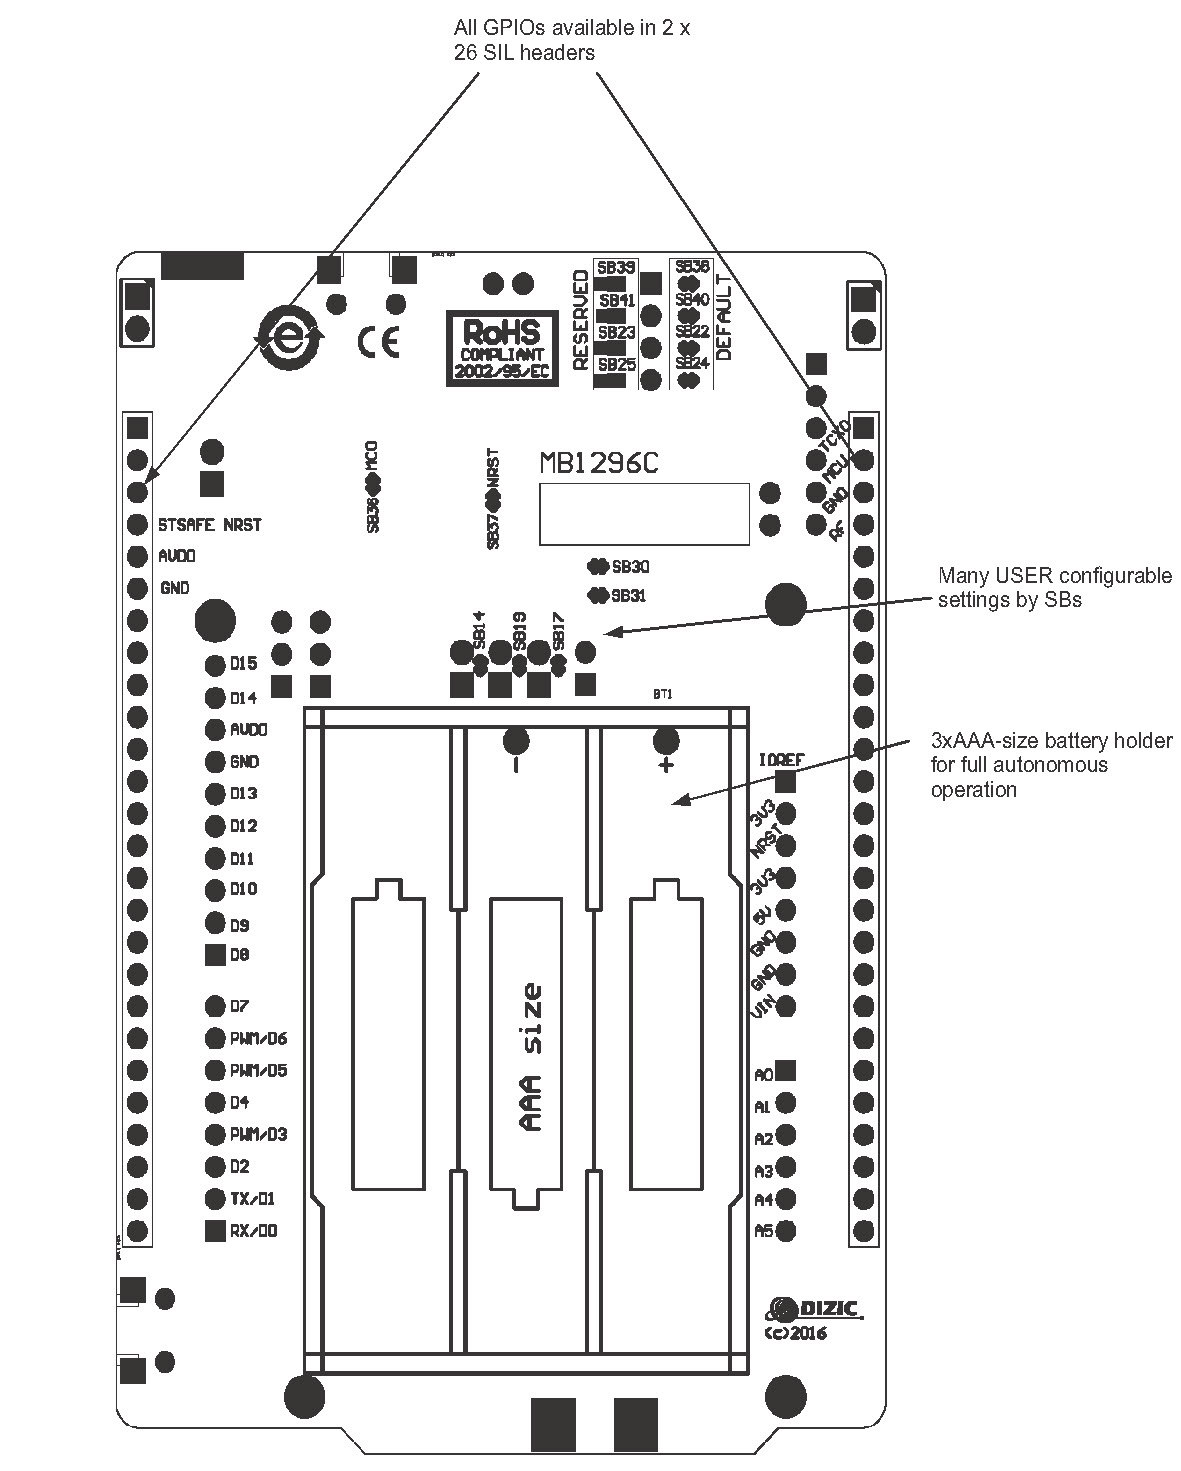 All GPIOs available in 2 x
26 SIL headers
RESERVED
SB39
SB41
SB23
SB25
SB38
SB40
SB22
SB24
DEFAULT
e
CE
RoHS
COMPLIANT
2002/95/EC
SB36
MCO
SB37
NRST
MB1296C
TCXO
MCU
GND
RF
STSAFE NRST
AVDD
GND
SB30
SB31
Many USER configurable
settings by SBs
SB14
SB19
SB17
BT1
- +
3xAAA-size battery holder
for full autonomous
operation
D15
D14
AVDD
GND
D13
D12
D11
D10
D9
D8
D7
PWM/D6
PWM/D5
D4
PWM/D3
D2
TX/D1
RX/D0
AAA size
IOREF
3V3
NRST
3V3
5V
GND
GND
VIN
A0
A1
A2
A3
A4
A5
DIZIC
(c)2016